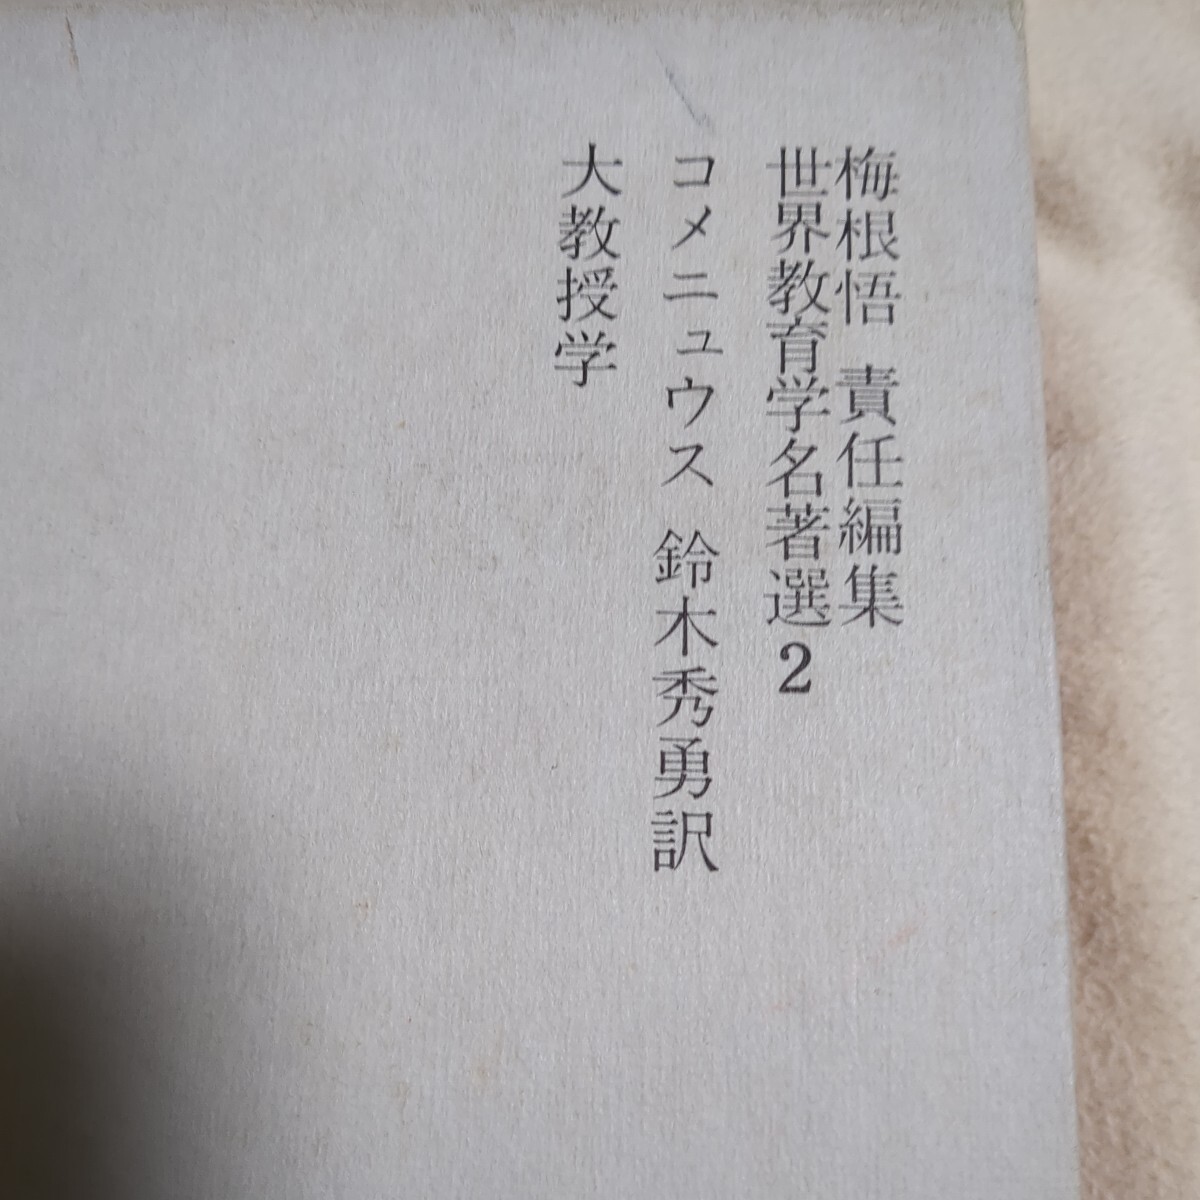 梅根悟 責任編集
世界教育学名著選2
コメニュウス 鈴木秀勇訳
大教授学